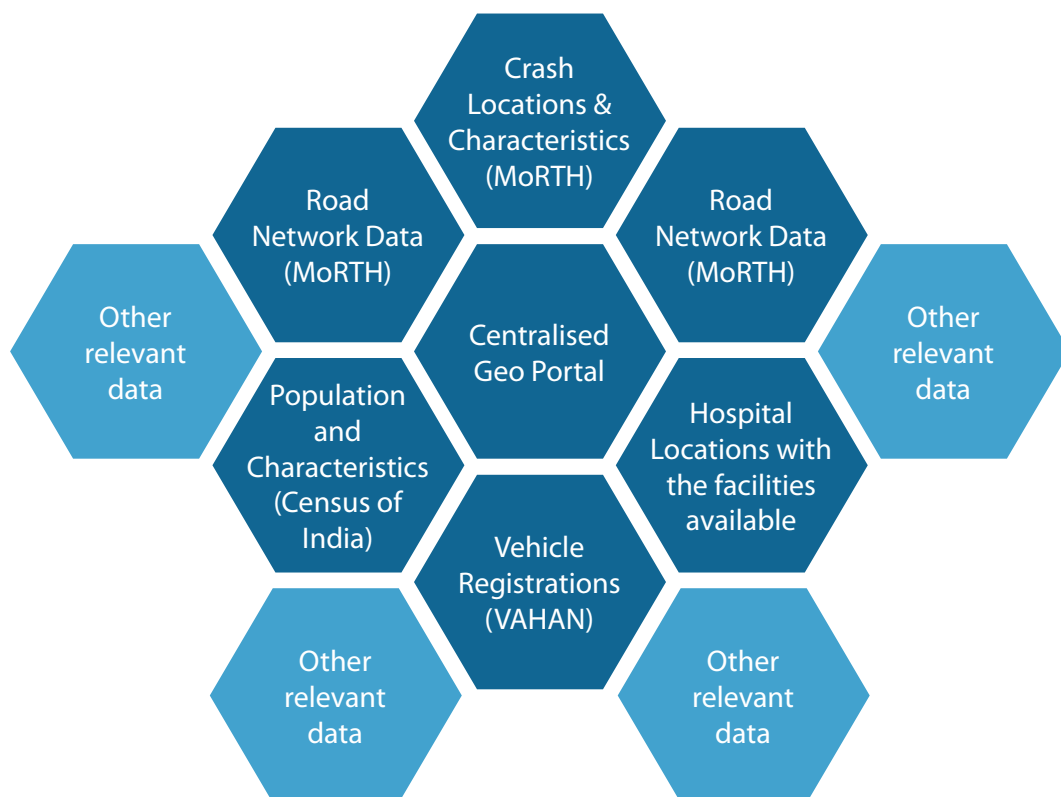 Crash
Locations &
Characteristics
(MoRTH)
Road
Network Data
(MoRTH)
Road
Network Data
(MoRTH)
Other
relevant
data
Centralised
Geo Portal
Other
relevant
data
Population
and
Characteristics
(Census of
India)
Hospital
Locations with
the facilities
available
Vehicle
Registrations
(VAHAN)
Other
relevant
data
Other
relevant
data